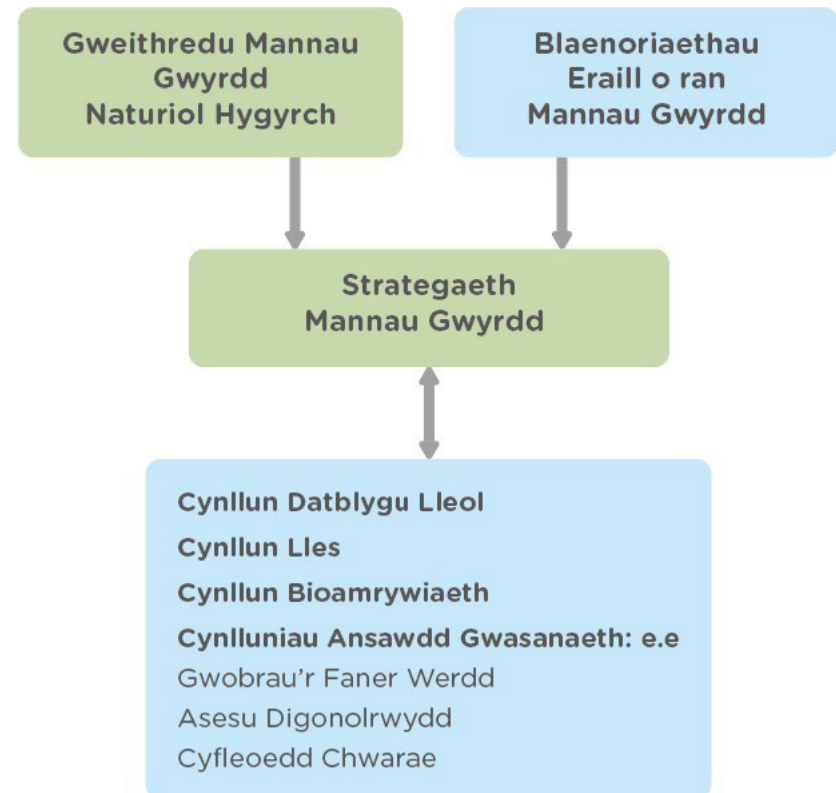 Gweithredu Mannau
Gwyrdd
Naturiol Hygyrch
Blaenoriaethau
Eraill o ran
Mannau Gwyrdd
Strategaeth
Mannau Gwyrdd
Cynllun Datblygu Lleol
Cynllun Lles
Cynllun Bioamrywiaeth
Cynlluniau Ansawdd Gwasanaeth: e.e
Gwobrau'r Faner Werdd
Asesu Digonolrwydd
Cyfleoedd Chwarae